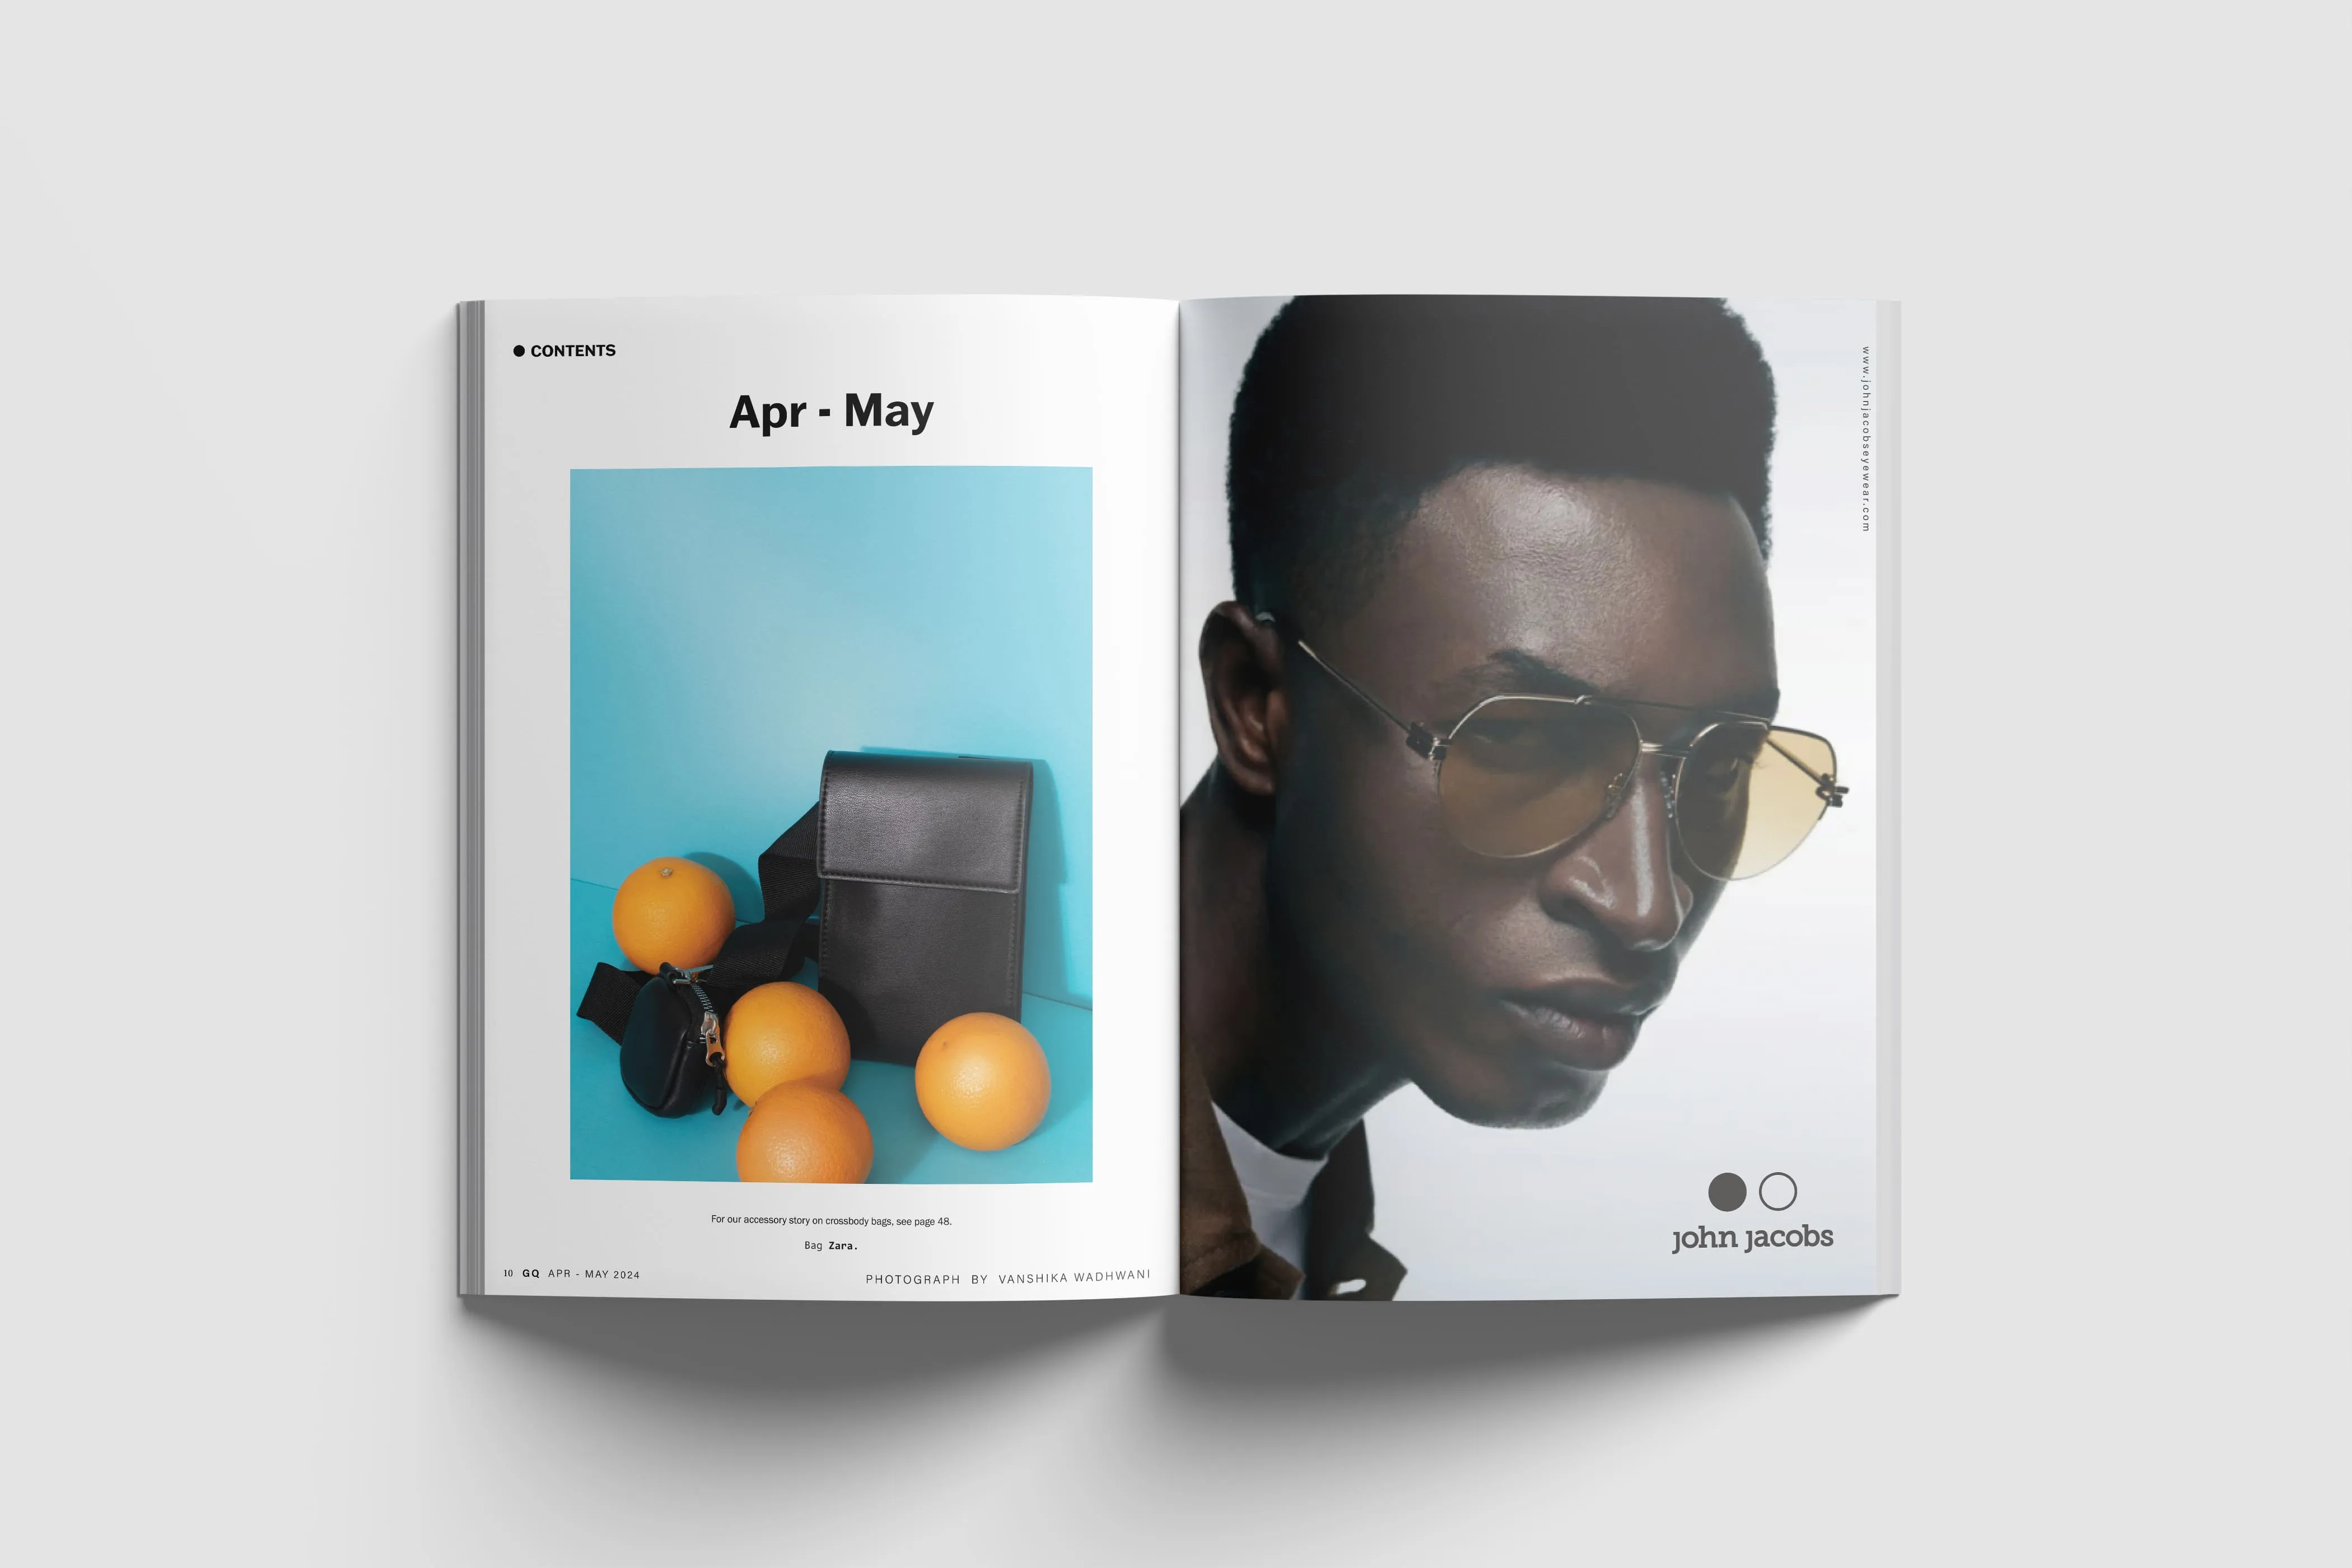 ● CONTENTS
Apr - May
For our accessory story on crossbody bags, see page 48.
Bag Zara.
10 GQ APR - MAY 2024
PHOTOGRAPH BY VANSHIKA WADHWANI
www.johnjacobseyewear.com
john jacobs